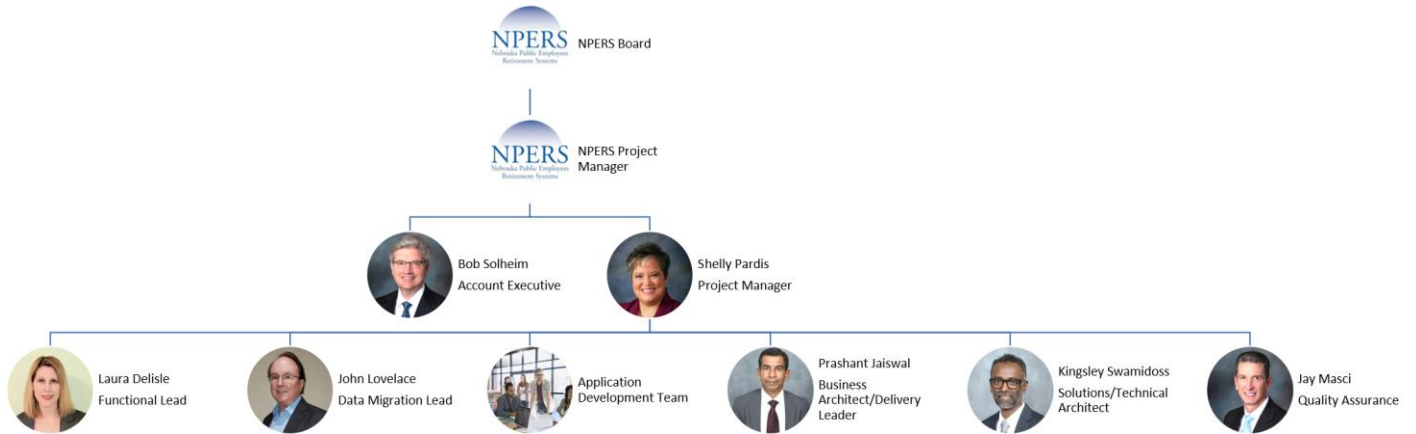 NPERS
Nebraska Public Employees
Retirement Systems
NPERS Board
NPERS
Nebraska Public Employees
Retirement Systems
NPERS Project
Manager
Bob Solheim
Account Executive
Shelly Pardis
Project Manager
Laura Delisle
Functional Lead
John Lovelace
Data Migration Lead
Application
Development Team
Prashant Jaiswal
Business
Architect/Delivery
Leader
Kingsley Swamidoss
Solutions/Technical
Architect
Jay Masci
Quality Assurance